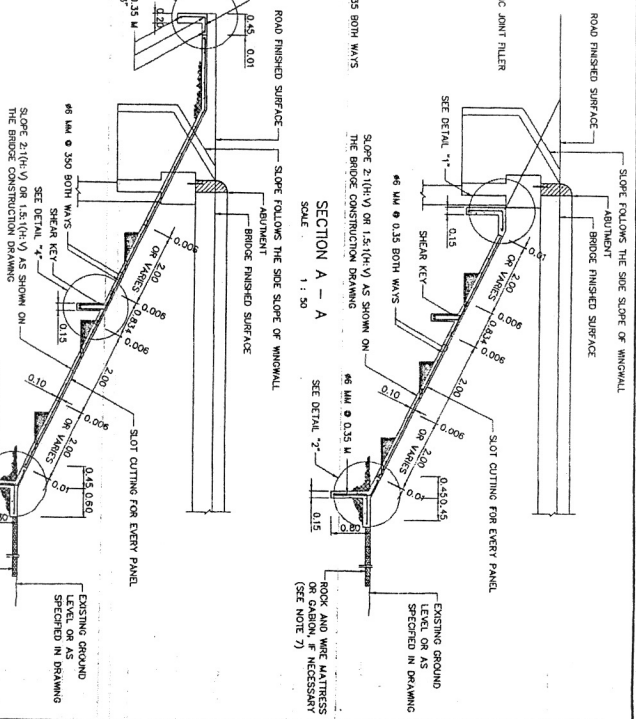 ROAD FINISHED SURFACE
SLOPE FOLLOWS THE SIDE SLOPE OF WINGWALL
ABUTMENT
BRIDGE FINISHED SURFACE
C JOINT FILLER
SEE DETAIL "1"
0.15
0.01
2.00
OR VARIES
0.006
0.834
0.006
2.00
0.006
2.00
OR VARIES
0.01
0.45
0.45
35 BOTH WAYS
ø6 MM @ 0.35 BOTH WAYS
SHEAR KEY
0.10
SLOT CUTTING FOR EVERY PANEL
SLOPE 2:1(H:V) OR 1.5:1(H:V) AS SHOWN ON
THE BRIDGE CONSTRUCTION DRAWING
ø6 MM @ 0.35 M
SEE DETAIL "2"
0.15
0.60
EXISTING GROUND
LEVEL OR AS
SPECIFIED IN DRAWING
ROCK AND WIRE MATTRESS
OR GABION, IF NECESSARY
(SEE NOTE 7)
SECTION A – A
SCALE 1 : 50
ROAD FINISHED SURFACE
SLOPE FOLLOWS THE SIDE SLOPE OF WINGWALL
ABUTMENT
BRIDGE FINISHED SURFACE
0.45
0.01
0.20
.35 M
0.006
2.00
OR VARIES
0.006
0.834
0.006
2.00
0.006
2.00
OR VARIES
0.01
0.45
0.60
ø6 MM @ 350 BOTH WAYS
SHEAR KEY
SEE DETAIL "4"
0.15
0.10
SLOT CUTTING FOR EVERY PANEL
SLOPE 2:1(H:V) OR 1.5:1(H:V) AS SHOWN ON
THE BRIDGE CONSTRUCTION DRAWING
EXISTING GROUND
LEVEL OR AS
SPECIFIED IN DRAWING